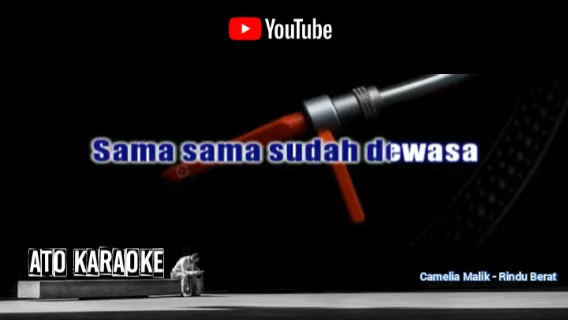 YouTube
Sama sama sudah dewasa
ATO KARAOKE
Camelia Malik - Rindu Berat